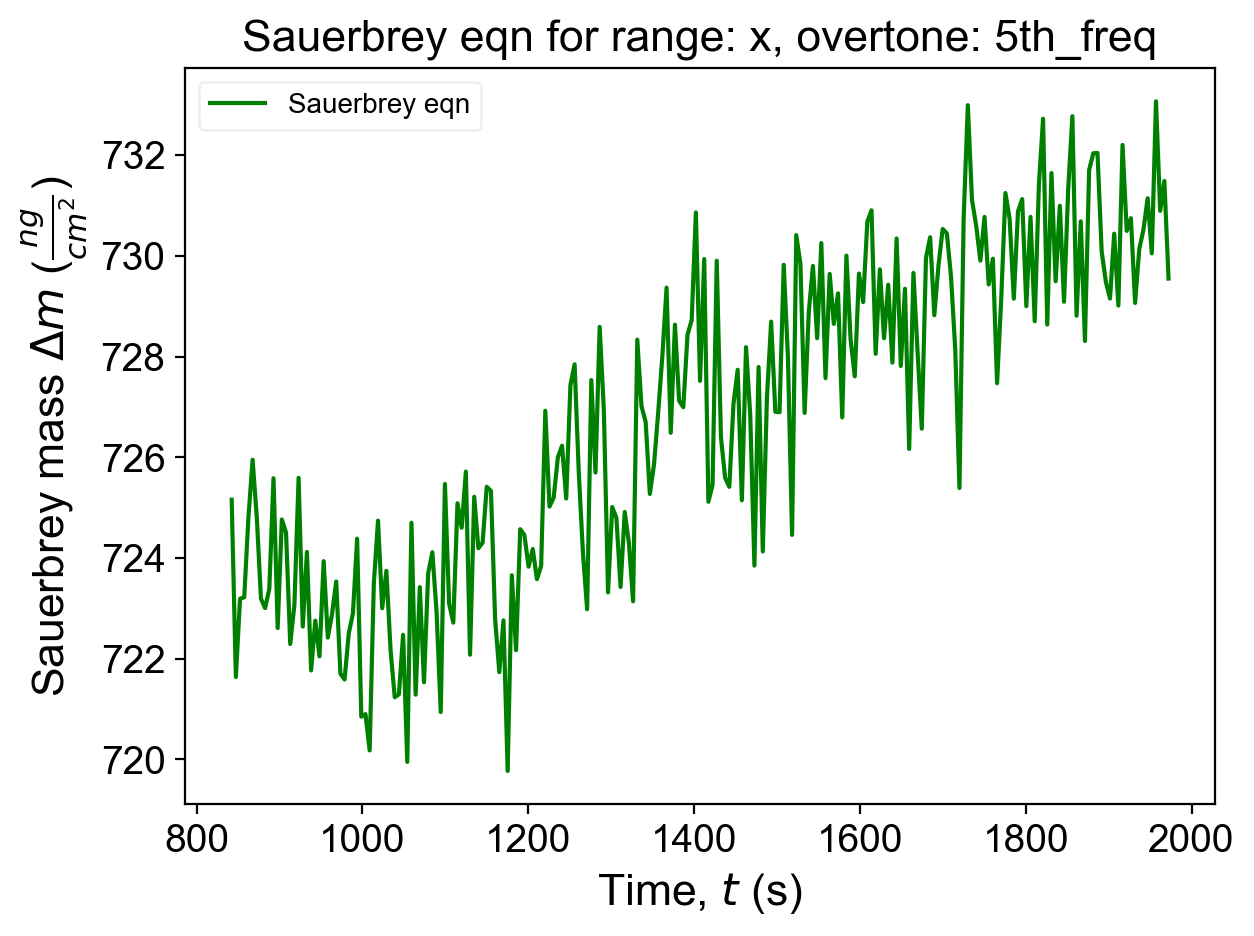 Sauerbrey eqn for range: x, overtone: 5th_freq
Sauerbrey eqn
Sauerbrey mass Δm (ng/cm²)
732
730
728
726
724
722
720
800 1000 1200 1400 1600 1800 2000
Time, t (s)